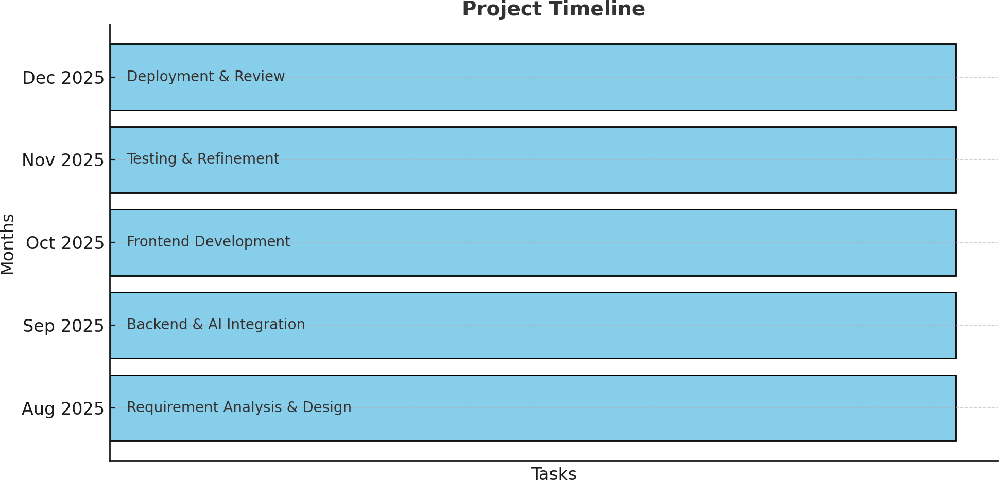 Project Timeline
Dec 2025
Deployment & Review
Nov 2025
Testing & Refinement
Oct 2025
Frontend Development
Sep 2025
Backend & AI Integration
Aug 2025
Requirement Analysis & Design
Months
Tasks